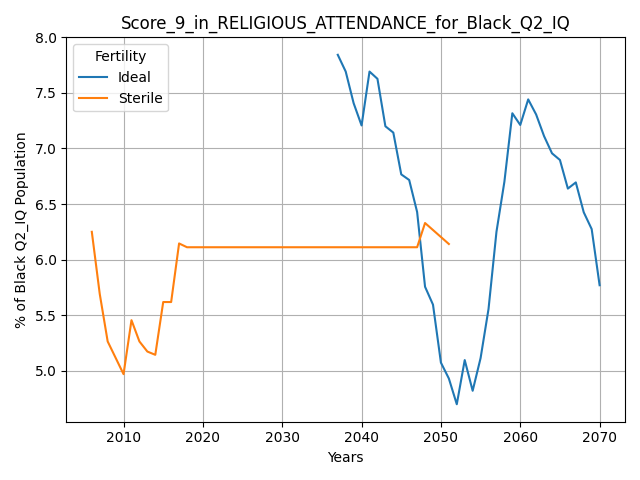 Score_9_in_RELIGIOUS_ATTENDANCE_for_Black_Q2_IQ
% of Black Q2_IQ Population
8.0
7.5
7.0
6.5
6.0
5.5
5.0
Fertility
Ideal
Sterile
2010 2020 2030 2040 2050 2060 2070
Years